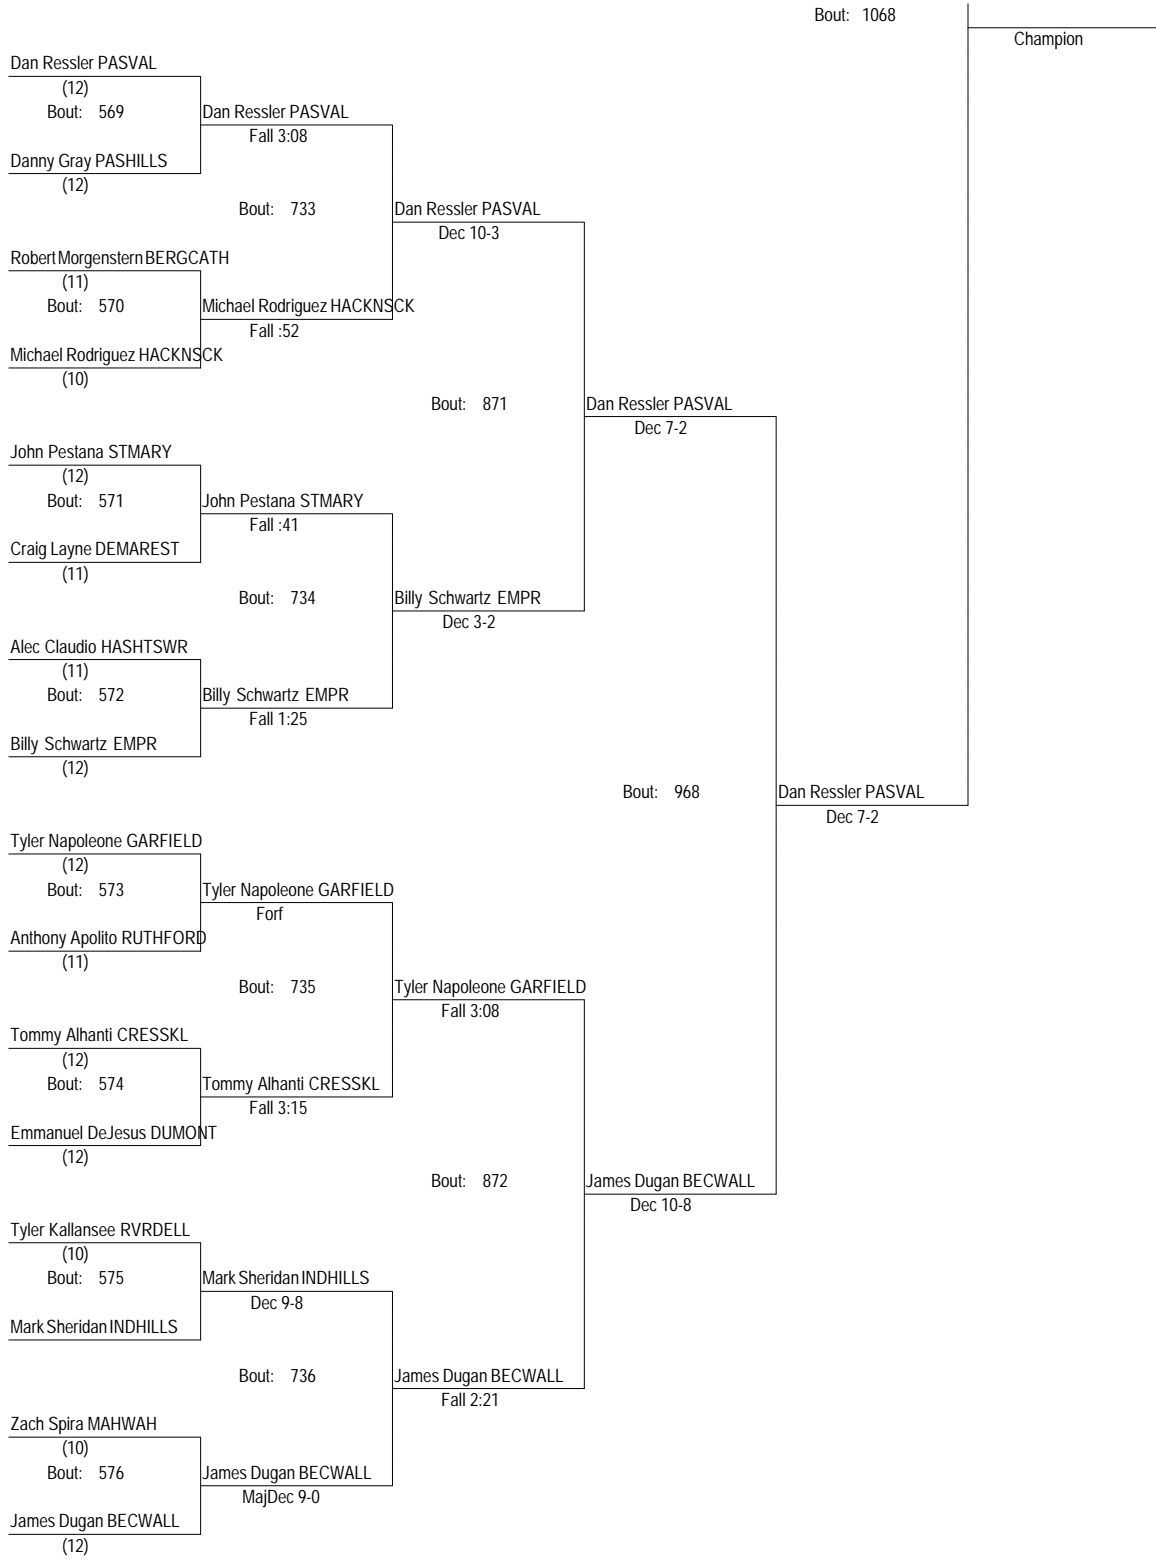 Bout: 1068
Champion
Dan Ressler PASVAL
(12)
Bout: 569
Dan Ressler PASVAL
Fall 3:08
Danny Gray PASHILLS
(12)
Bout: 733
Dan Ressler PASVAL
Dec 10-3
Robert Morgenstern BERGCATH
(11)
Bout: 570
Michael Rodriguez HACKNSCK
Fall :52
Michael Rodriguez HACKNSCK
(10)
Bout: 871
Dan Ressler PASVAL
Dec 7-2
John Pestana STMARY
(12)
Bout: 571
John Pestana STMARY
Fall :41
Craig Layne DEMAREST
(11)
Bout: 734
Billy Schwartz EMPR
Dec 3-2
Alec Claudio HASHTSWR
(11)
Bout: 572
Billy Schwartz EMPR
Fall 1:25
Billy Schwartz EMPR
(12)
Bout: 968
Dan Ressler PASVAL
Dec 7-2
Tyler Napoleone GARFIELD
(12)
Bout: 573
Tyler Napoleone GARFIELD
Forf
Anthony Apolito RUTHFORD
(11)
Bout: 735
Tyler Napoleone GARFIELD
Fall 3:08
Tommy Alhanti CRESSKL
(12)
Bout: 574
Tommy Alhanti CRESSKL
Fall 3:15
Emmanuel DeJesus DUMONT
(12)
Bout: 872
James Dugan BECWALL
Dec 10-8
Tyler Kallansee RVRDELL
(10)
Bout: 575
Mark Sheridan INDHILLS
Dec 9-8
Mark Sheridan INDHILLS
Bout: 736
James Dugan BECWALL
Fall 2:21
Zach Spira MAHWAH
(10)
Bout: 576
James Dugan BECWALL
MajDec 9-0
James Dugan BECWALL
(12)